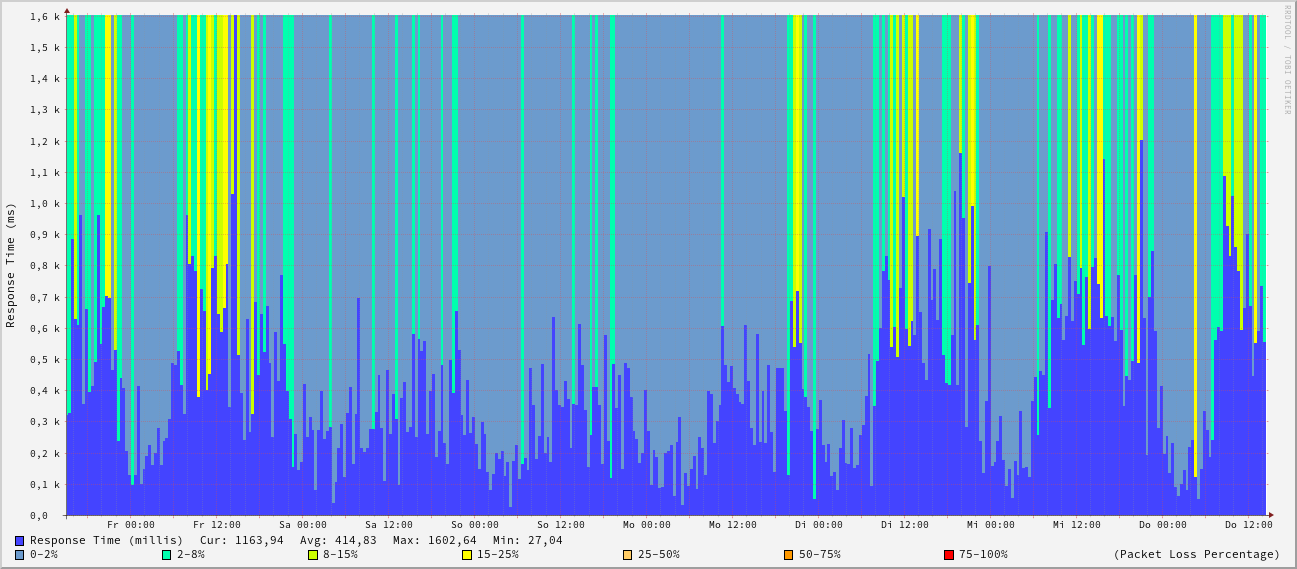 RRDTOOL / TOBI OETIKER
Response Time (ms)
1,6 k
1,5 k
1,4 k
1,3 k
1,2 k
1,1 k
1,0 k
0,9 k
0,8 k
0,7 k
0,6 k
0,5 k
0,4 k
0,3 k
0,2 k
0,1 k
0,0
Fr 00:00 Fr 12:00 Sa 00:00 Sa 12:00 So 00:00 So 12:00 Mo 00:00 Mo 12:00 Di 00:00 Di 12:00 Mi 00:00 Mi 12:00 Do 00:00 Do 12:00
Response Time (millis) Cur: 1163,94 Avg: 414,83 Max: 1602,64 Min: 27,04
0-2% 2-8% 8-15% 15-25% 25-50% 50-75% 75-100% (Packet Loss Percentage)